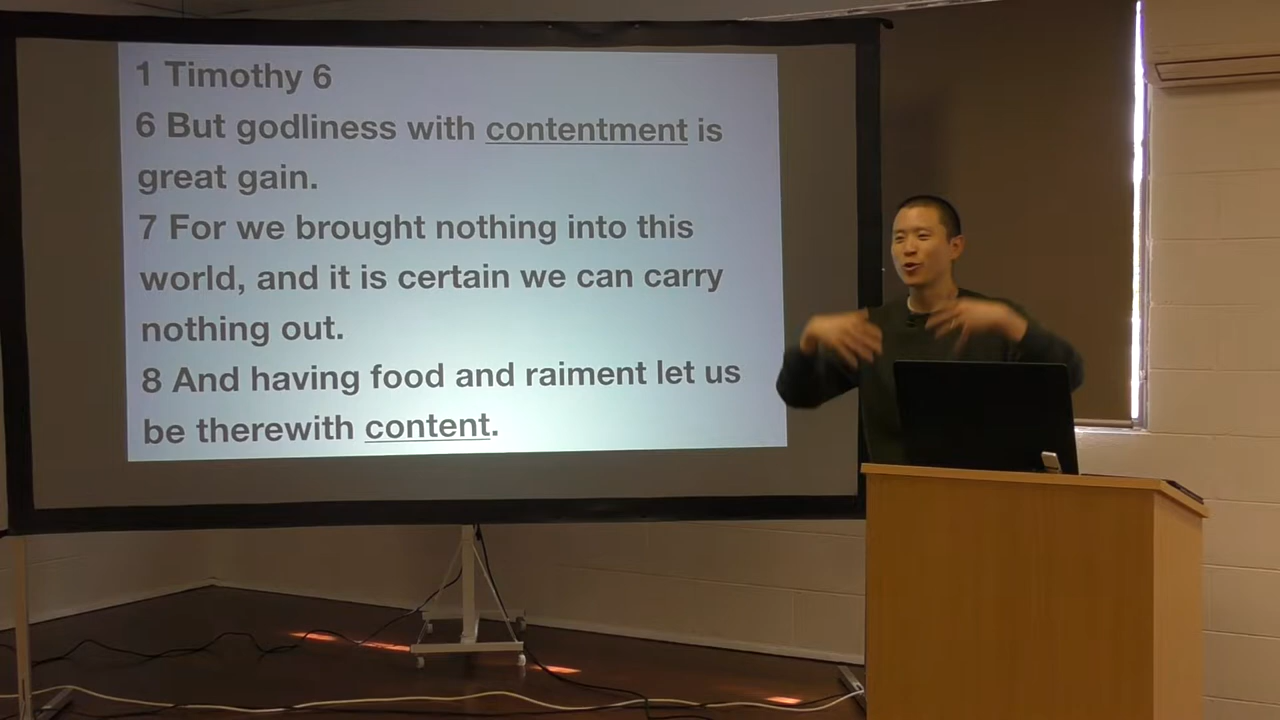 1 Timothy 6
6 But godliness with contentment is
great gain.
7 For we brought nothing into this
world, and it is certain we can carry
nothing out.
8 And having food and raiment let us
be therewith content.